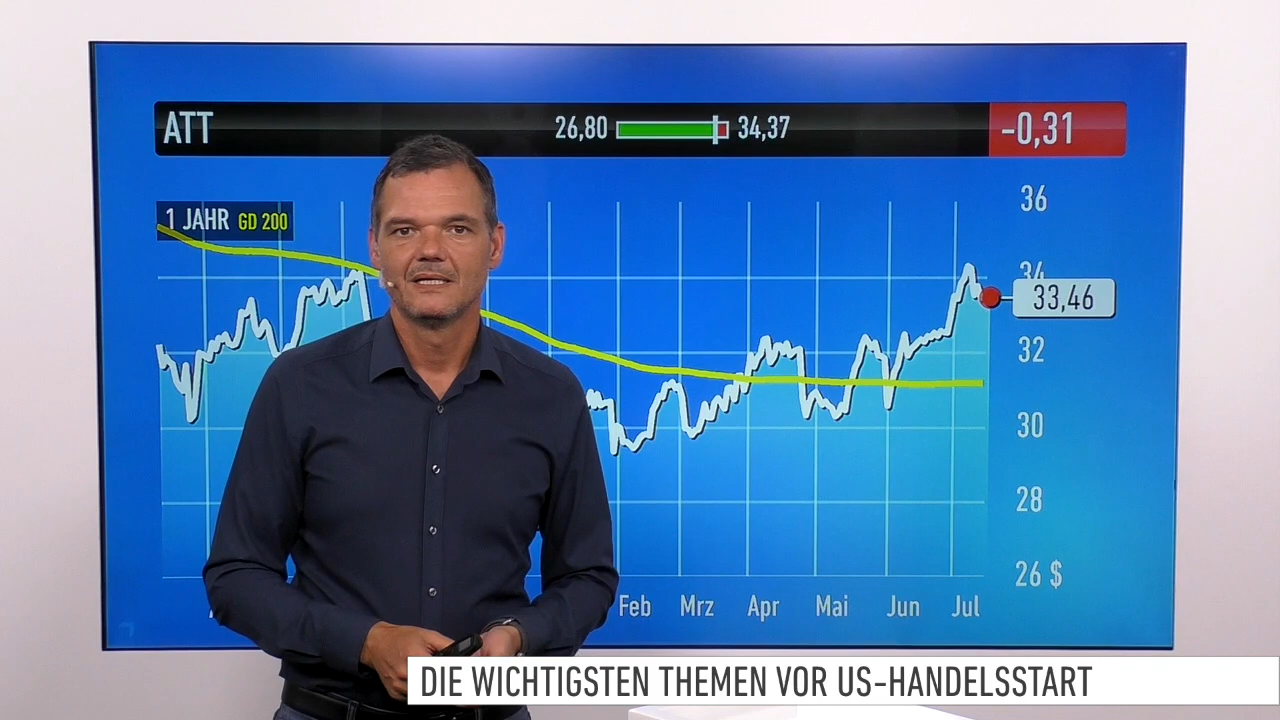 ATT 26,80 34,37 -0,31
1 JAHR GD 200
36
34
33,46
32
30
28
26 $
Feb Mrz Apr Mai Jun Jul
DIE WICHTIGSTEN THEMEN VOR US-HANDELSSTART